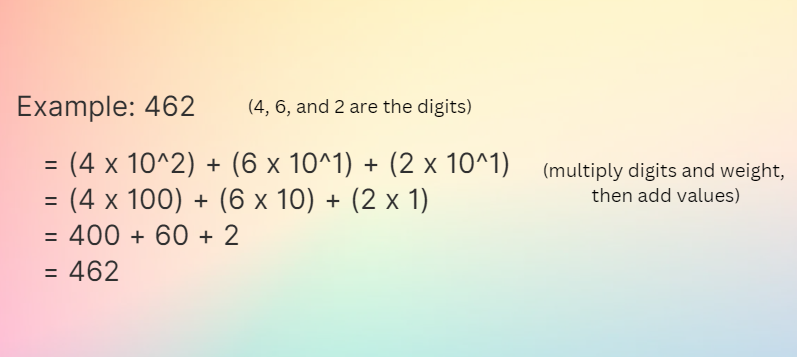 Example: 462 (4, 6, and 2 are the digits)
= (4 x 10^2) + (6 x 10^1) + (2 x 10^1)
(multiply digits and weight,
then add values)
= (4 x 100) + (6 x 10) + (2 x 1)
= 400 + 60 + 2
= 462